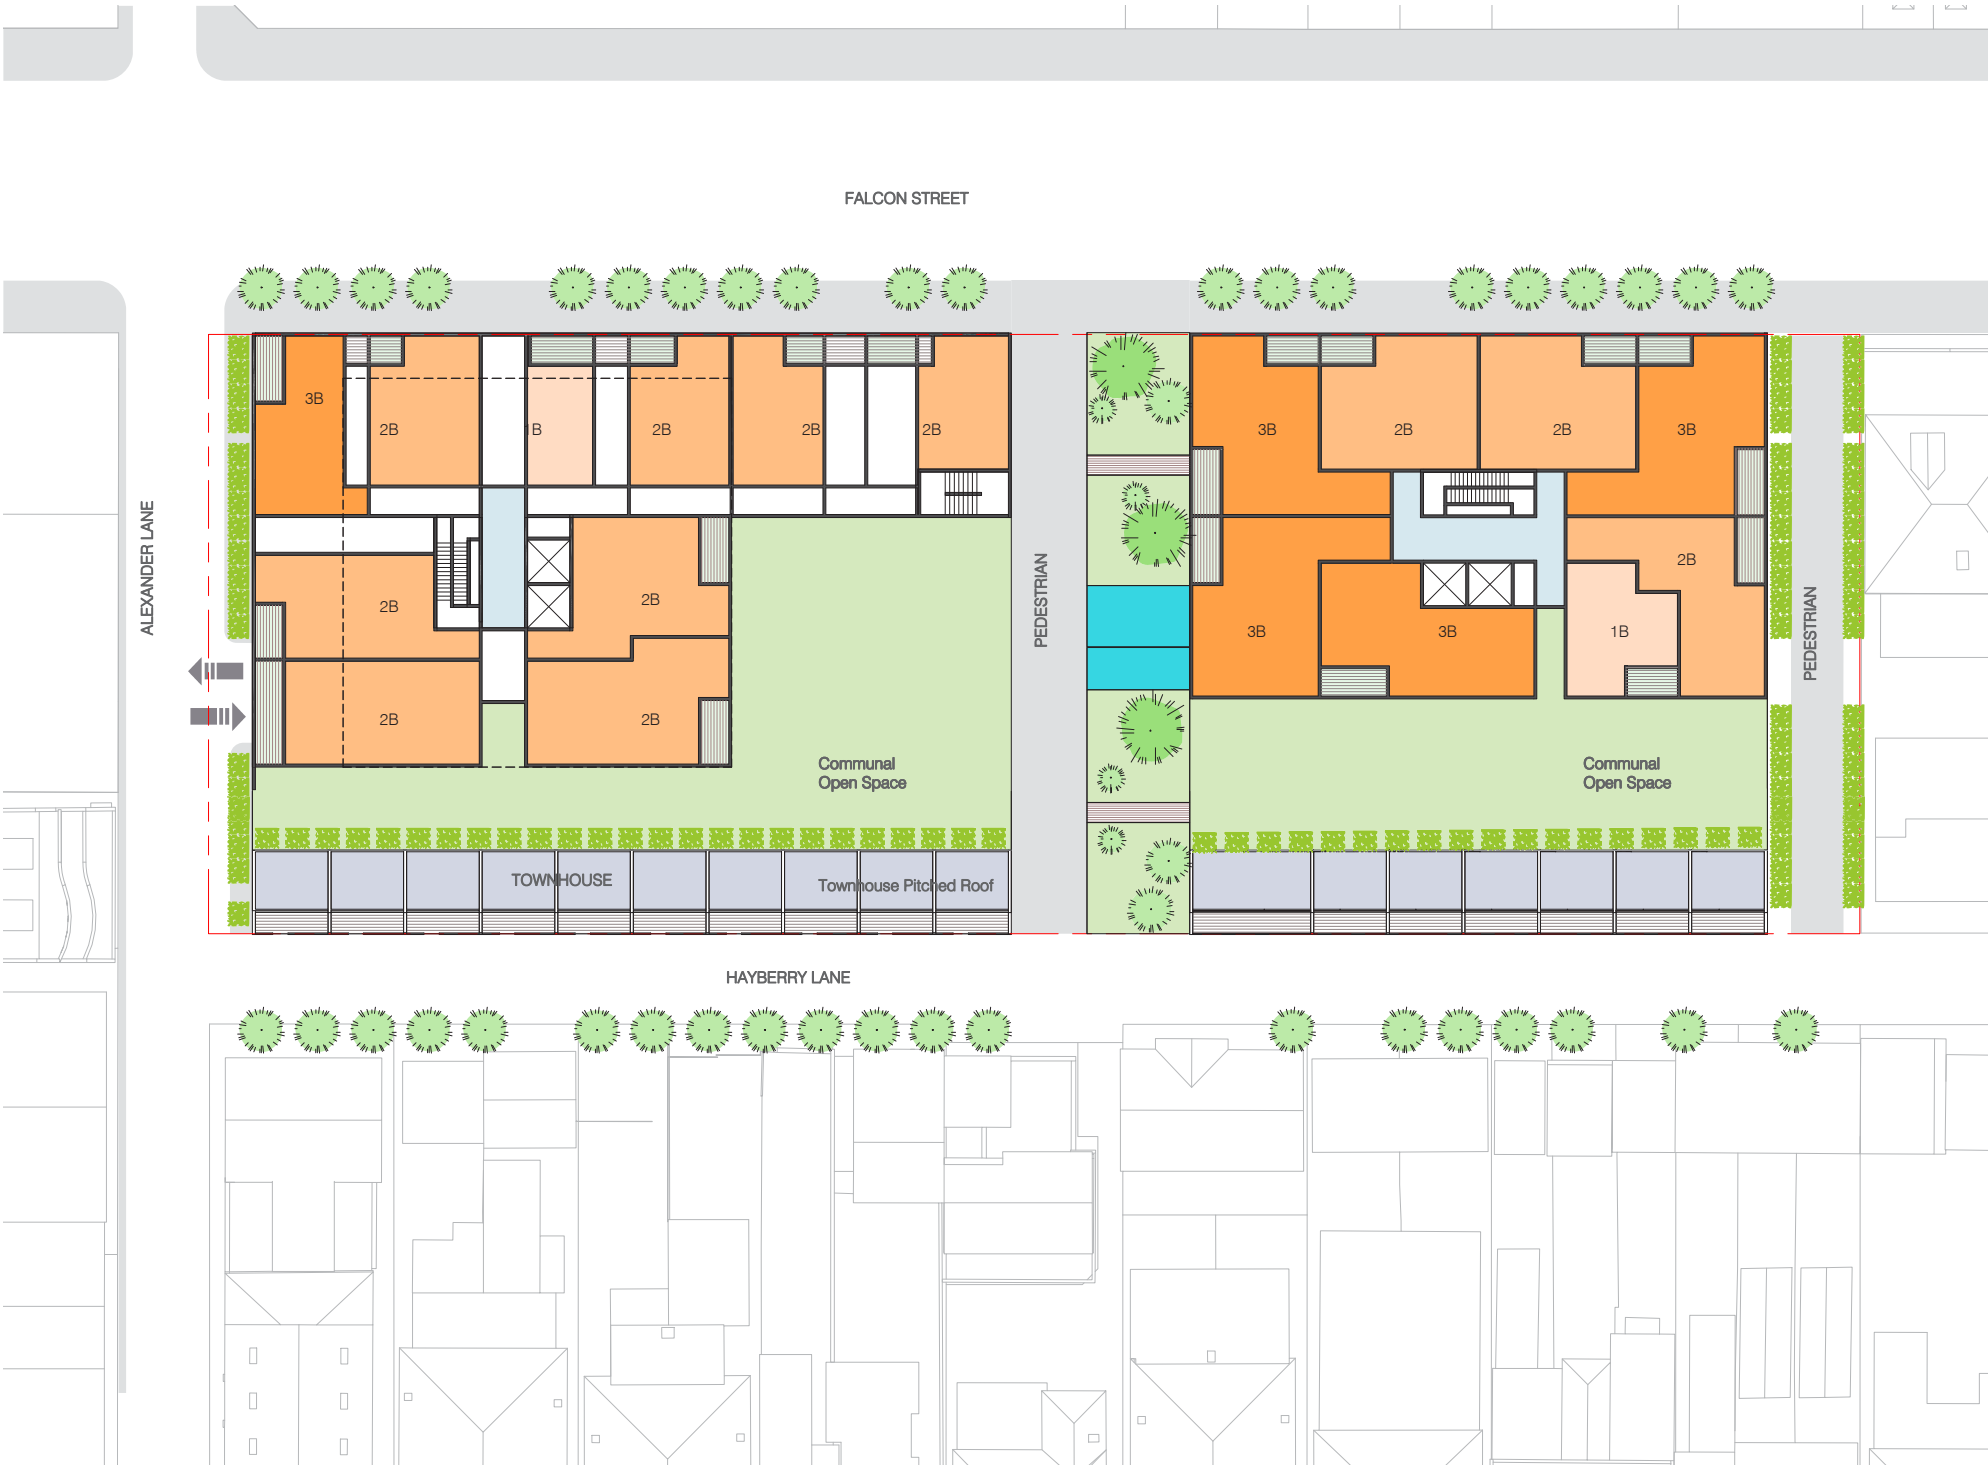 FALCON STREET
3B
2B
1B
2B
2B
2B
3B
2B
2B
3B
ALEXANDER LANE
2B
2B
PEDESTRIAN
2B
3B
3B
1B
PEDESTRIAN
2B
2B
Communal
Open Space
Communal
Open Space
TOWNHOUSE
Townhouse Pitched Roof
HAYBERRY LANE